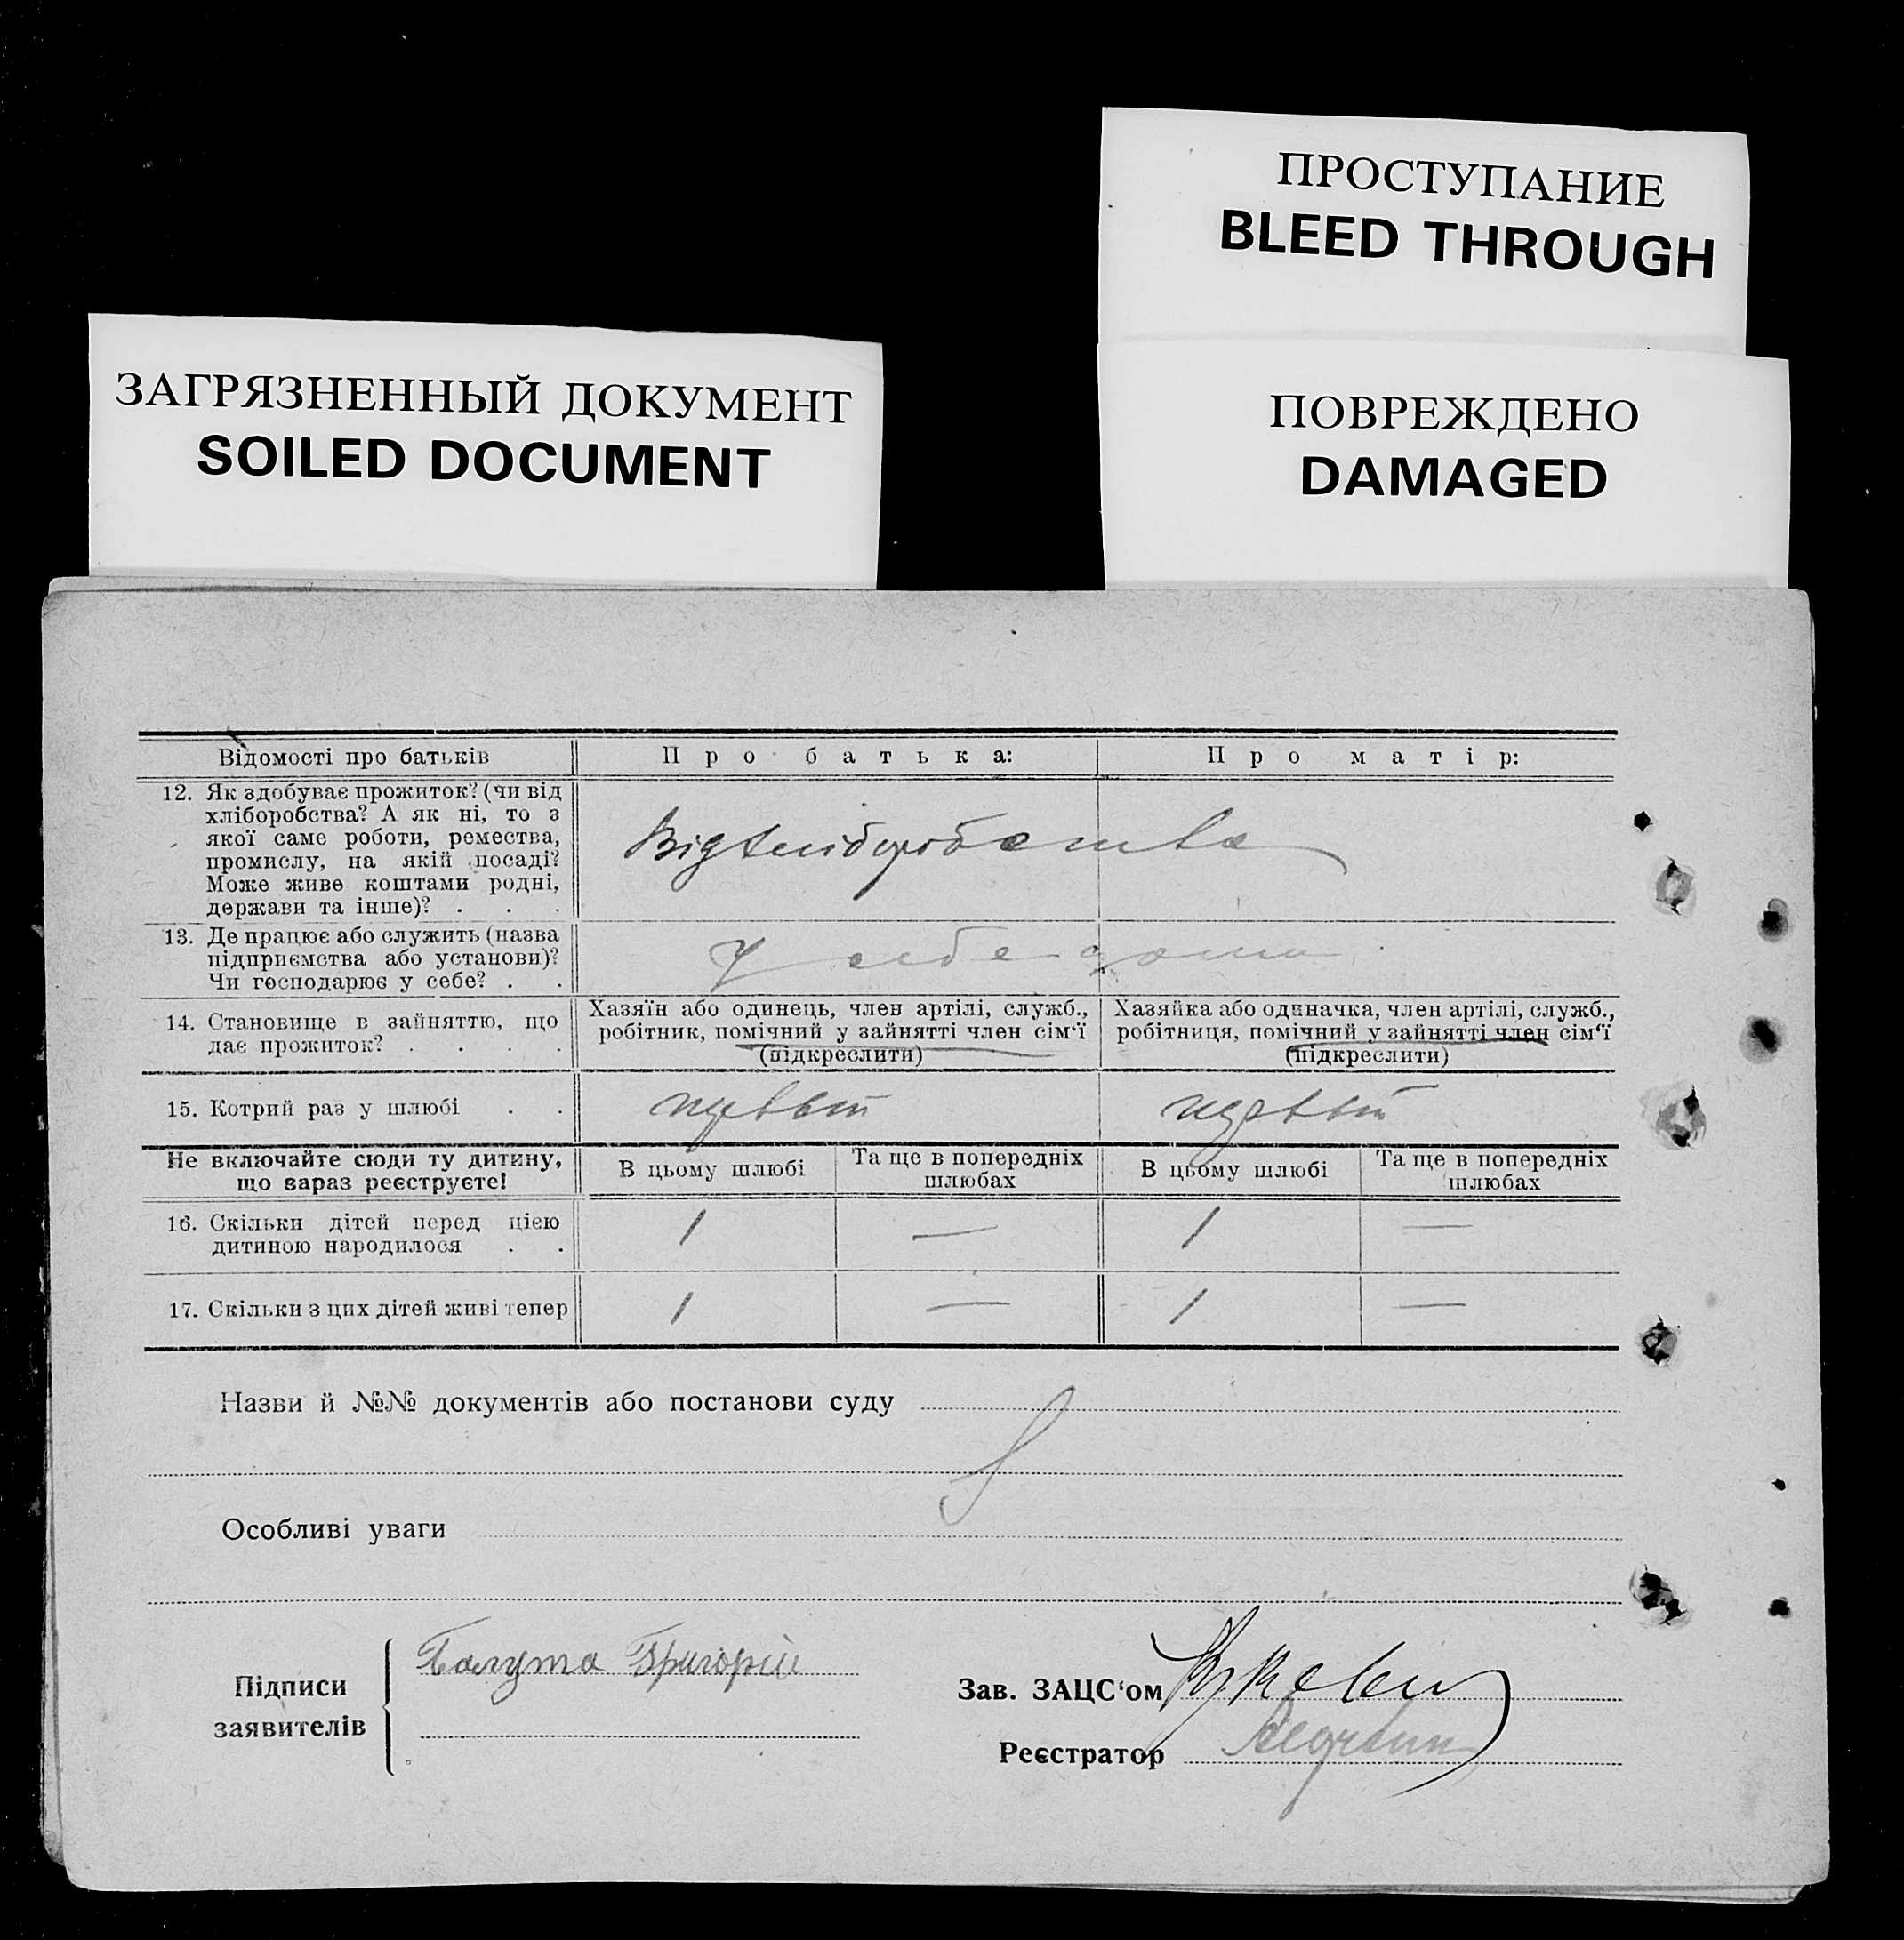 ПРОСТУПАНИЕ
BLEED THROUGH
ЗАГРЯЗНЕННЫЙ ДОКУМЕНТ
SOILED DOCUMENT
ПОВРЕЖДЕНО
DAMAGED
Відомості про батьків
Про батька:
Про матір:
12. Як здобуває прожиток? (чи від
хліборобства? А як ні, то з
якої саме роботи, ремества,
промислу, на якій посаді?
Може живе коштами родні,
держави та інше)? . . .
Від хліборобства
13. Де працює або служить (назва
підприємства або установи)?
Чи господарює у себе? . .
У себе дома
14. Становище в зайняттю, що
дає прожиток? . . . .
Хазяїн або одинець, член артілі, служб.,
робітник, помічний у зайнятті член сім‘ї
(підкреслити)
Хазяйка або одиначка, член артілі, служб.,
робітниця, помічний у зайнятті член сім‘ї
(підкреслити)
15. Котрий раз у шлюбі . .
Не включайте сюди ту дитину,
що зараз реєструєте!
В цьому шлюбі
Та ще в попередніх
шлюбах
В цьому шлюбі
Та ще в попередніх
шлюбах
16. Скільки дітей перед цією
дитиною народилося . .
1 — 1 —
17. Скільки з цих дітей живі тепер
1 — 1 —
Назви й №№ документів або постанови суду
Особливі уваги
Підписи
заявителів
Григорій
Зав. ЗАЦС‘ом
Реєстратор